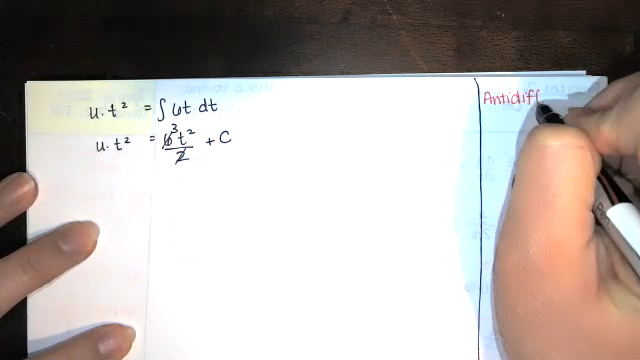 u. t² = ∫ 6t dt
u. t² = 6³t²/2 + C
Antidiff